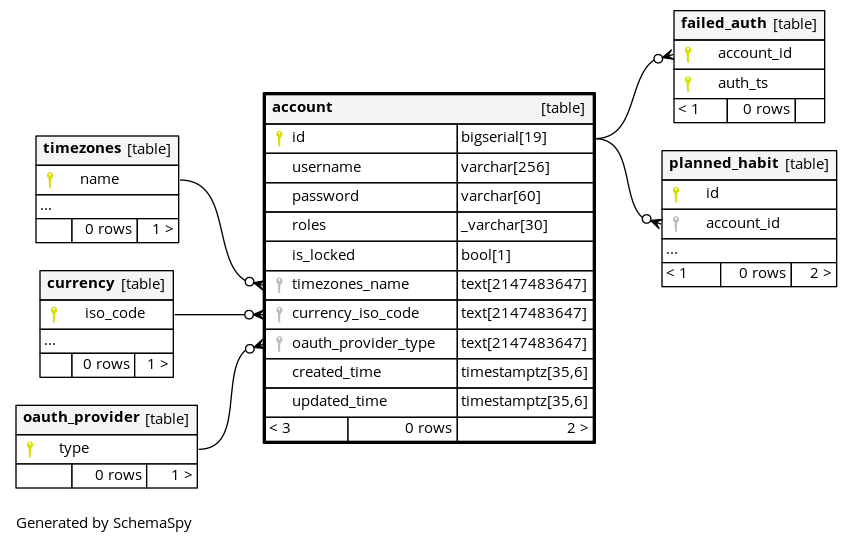 failed_auth [table]
account_id
auth_ts
< 1 0 rows
account [table]
id bigserial[19]
username varchar[256]
password varchar[60]
roles _varchar[30]
is_locked bool[1]
timezones_name text[2147483647]
currency_iso_code text[2147483647]
oauth_provider_type text[2147483647]
created_time timestamptz[35,6]
updated_time timestamptz[35,6]
< 3 0 rows 2 >
timezones [table]
name
...
0 rows 1 >
planned_habit [table]
id
account_id
...
< 1 0 rows 2 >
currency [table]
iso_code
...
0 rows 1 >
oauth_provider [table]
type
0 rows 1 >
Generated by SchemaSpy